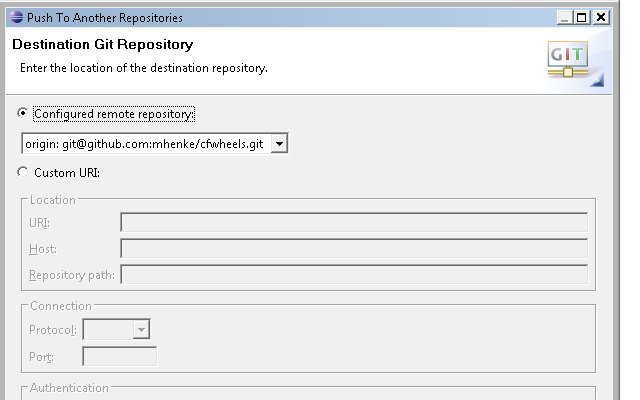 Push To Another Repositories
Destination Git Repository
Enter the location of the destination repository.
GIT
Configured remote repository:
origin: git@github.com:mhenke/cfwheels.git
Custom URI:
Location
URI:
Host:
Repository path:
Connection
Protocol:
Port:
Authentication